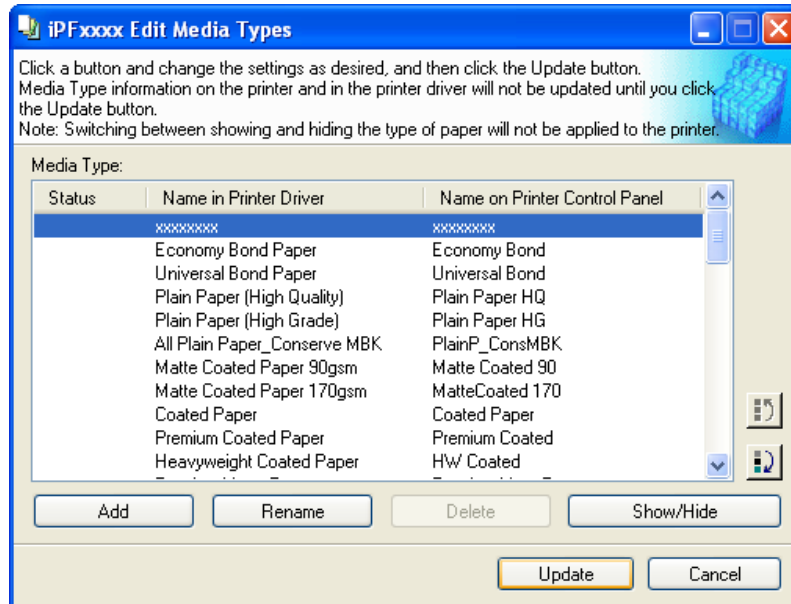 iPFxxxx Edit Media Types
Click a button and change the settings as desired, and then click the Update button.
Media Type information on the printer and in the printer driver will not be updated until you click
the Update button.
Note: Switching between showing and hiding the type of paper will not be applied to the printer.
Media Type:
Status Name in Printer Driver Name on Printer Control Panel
xxxxxxxx xxxxxxxx
Economy Bond Paper Economy Bond
Universal Bond Paper Universal Bond
Plain Paper (High Quality) Plain Paper HQ
Plain Paper (High Grade) Plain Paper HG
All Plain Paper_Conserve MBK PlainP_ConsMBK
Matte Coated Paper 90gsm Matte Coated 90
Matte Coated Paper 170gsm MatteCoated 170
Coated Paper Coated Paper
Premium Coated Paper Premium Coated
Heavyweight Coated Paper HW Coated
Add Rename Delete Show/Hide
Update Cancel